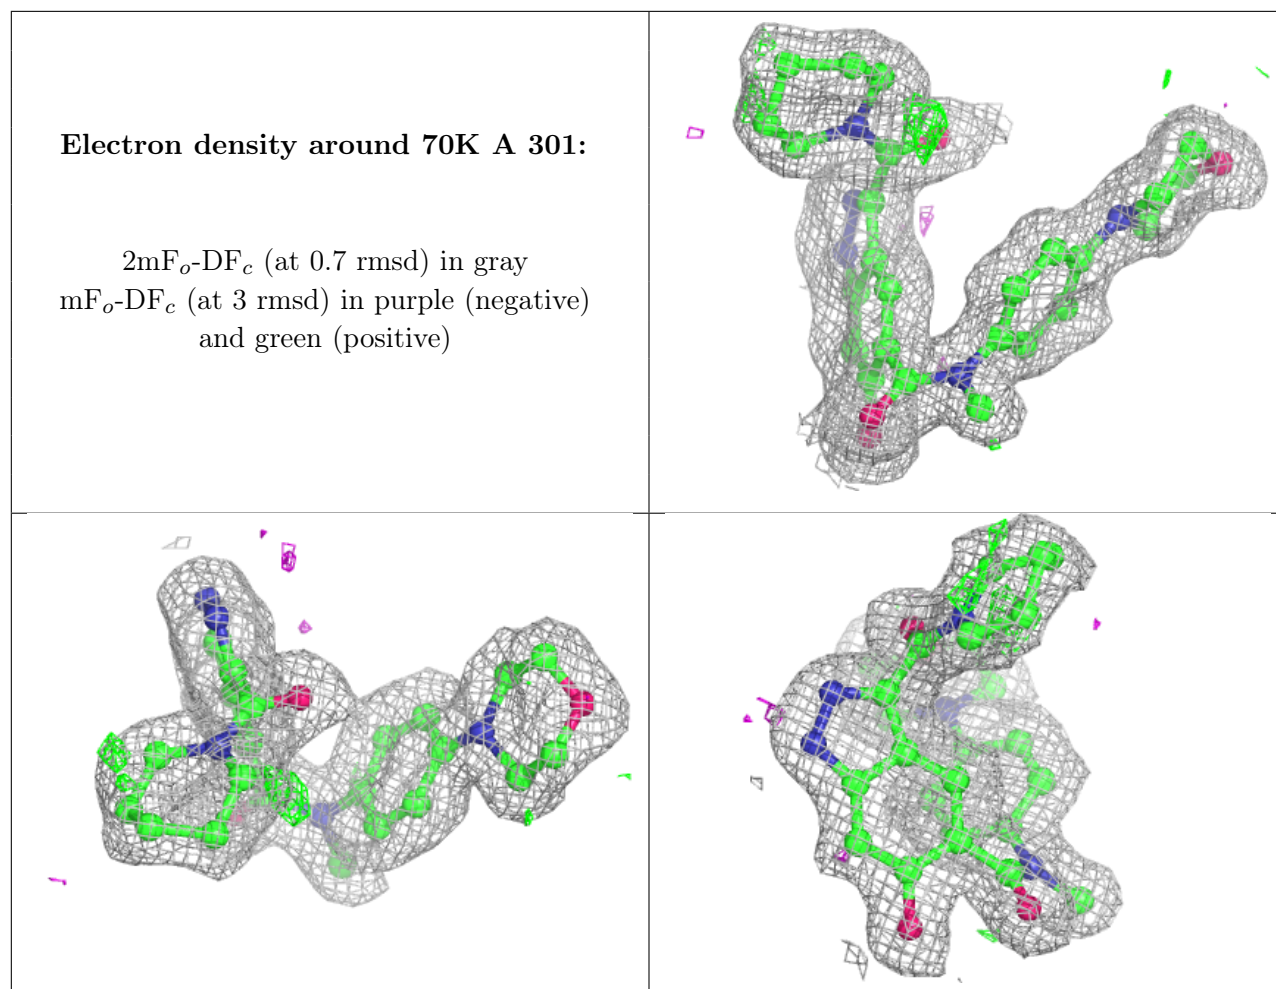 Electron density around 70K A 301:
2mFo-DFc (at 0.7 rmsd) in gray
mFo-DFc (at 3 rmsd) in purple (negative)
and green (positive)